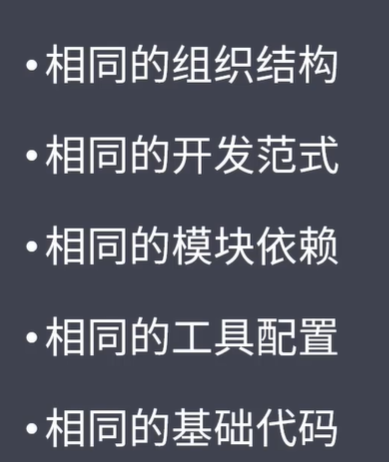 •相同的组织结构
•相同的开发范式
•相同的模块依赖
•相同的工具配置
•相同的基础代码